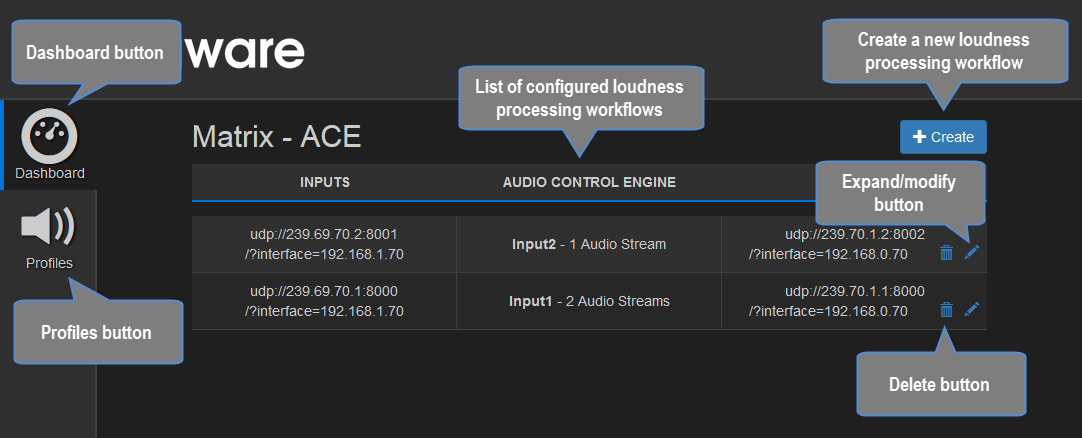 Dashboard button
ware
Create a new loudness
processing workflow
List of configured loudness
processing workflows
Matrix - ACE
Create
Dashboard
INPUTS
AUDIO CONTROL ENGINE
Expand/modify
button
udp://239.69.70.2:8001
/?interface=192.168.1.70
Input2 - 1 Audio Stream
udp://239.70.1.2:8002
/?interface=192.168.0.70
Profiles
udp://239.69.70.1:8000
/?interface=192.168.1.70
Input1 - 2 Audio Streams
udp://239.70.1.1:8000
/?interface=192.168.0.70
Profiles button
Delete button